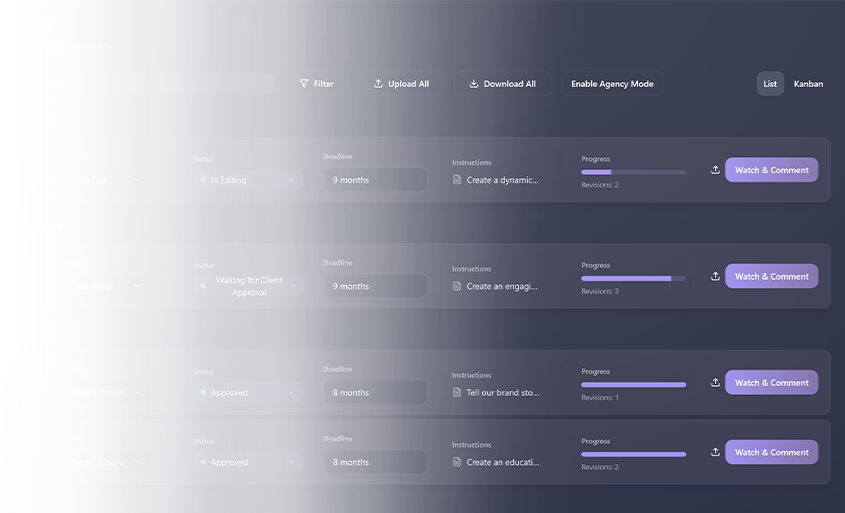 Filter
Upload All
Download All
Enable Agency Mode
List
Kanban
Status
Deadline
Instructions
Progress
In Editing
9 months
Create a dynamic...
Revisions: 2
Watch & Comment
Status
Deadline
Instructions
Progress
Waiting for Client
Approval
9 months
Create an engagi...
Revisions: 3
Watch & Comment
Status
Deadline
Instructions
Progress
Approved
8 months
Tell our brand sto...
Revisions: 1
Watch & Comment
Status
Deadline
Instructions
Progress
Approved
8 months
Create an educati...
Revisions: 2
Watch & Comment